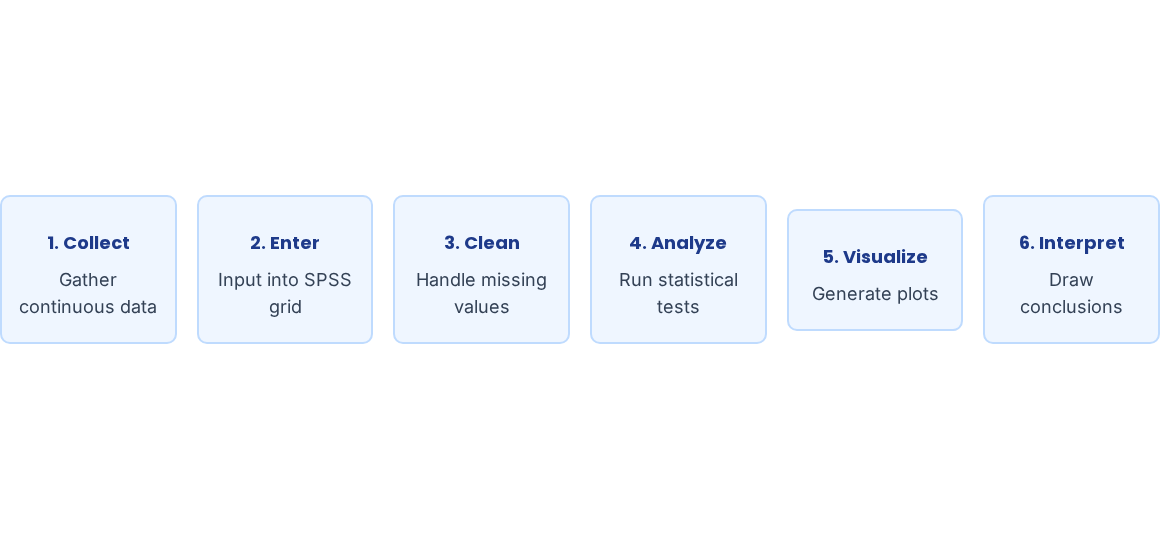 1. Collect
Gather
continuous data
2. Enter
Input into SPSS
grid
3. Clean
Handle missing
values
4. Analyze
Run statistical
tests
5. Visualize
Generate plots
6. Interpret
Draw
conclusions